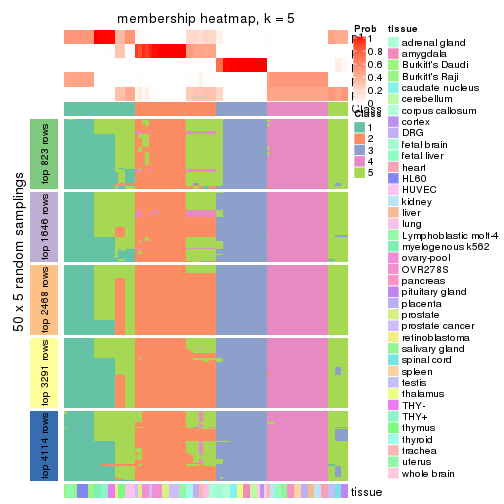 membership heatmap, k = 5
Prob
1
0.8
0.6
0.4
0.2
0
Class
Class
1
2
3
4
5
50 x 5 random samplings
top 823 rows
top 1646 rows
top 2468 rows
top 3291 rows
top 4114 rows
tissue
tissue
adrenal gland
amygdala
Burkitt's Daudi
Burkitt's Raji
caudate nucleus
cerebellum
corpus callosum
cortex
DRG
fetal brain
fetal liver
heart
HL60
HUVEC
kidney
liver
lung
Lymphoblastic molt-4
myelogenous k562
ovary-pool
OVR278S
pancreas
pituitary gland
placenta
prostate
prostate cancer
retinoblastoma
salivary gland
spinal cord
spleen
testis
thalamus
THY-
THY+
thymus
thyroid
trachea
uterus
whole brain